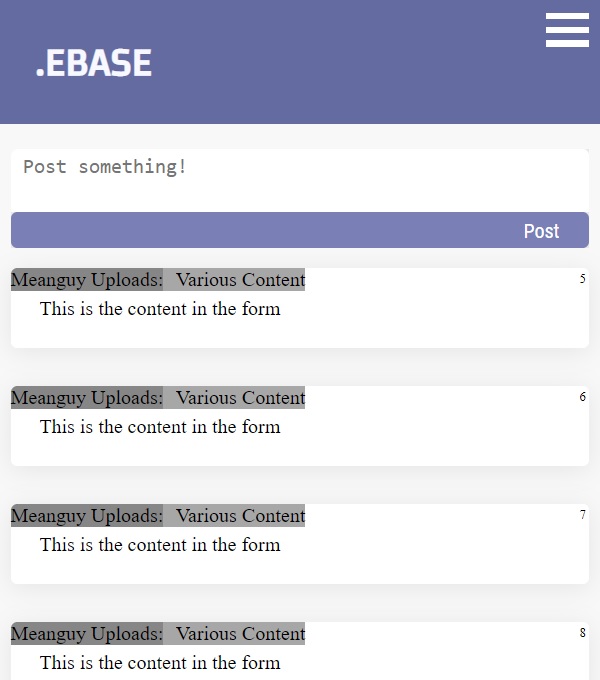 .EBASE
Post something!
Post
Meanguy Uploads: Various Content 5
This is the content in the form
Meanguy Uploads: Various Content 6
This is the content in the form
Meanguy Uploads: Various Content 7
This is the content in the form
Meanguy Uploads: Various Content 8
This is the content in the form